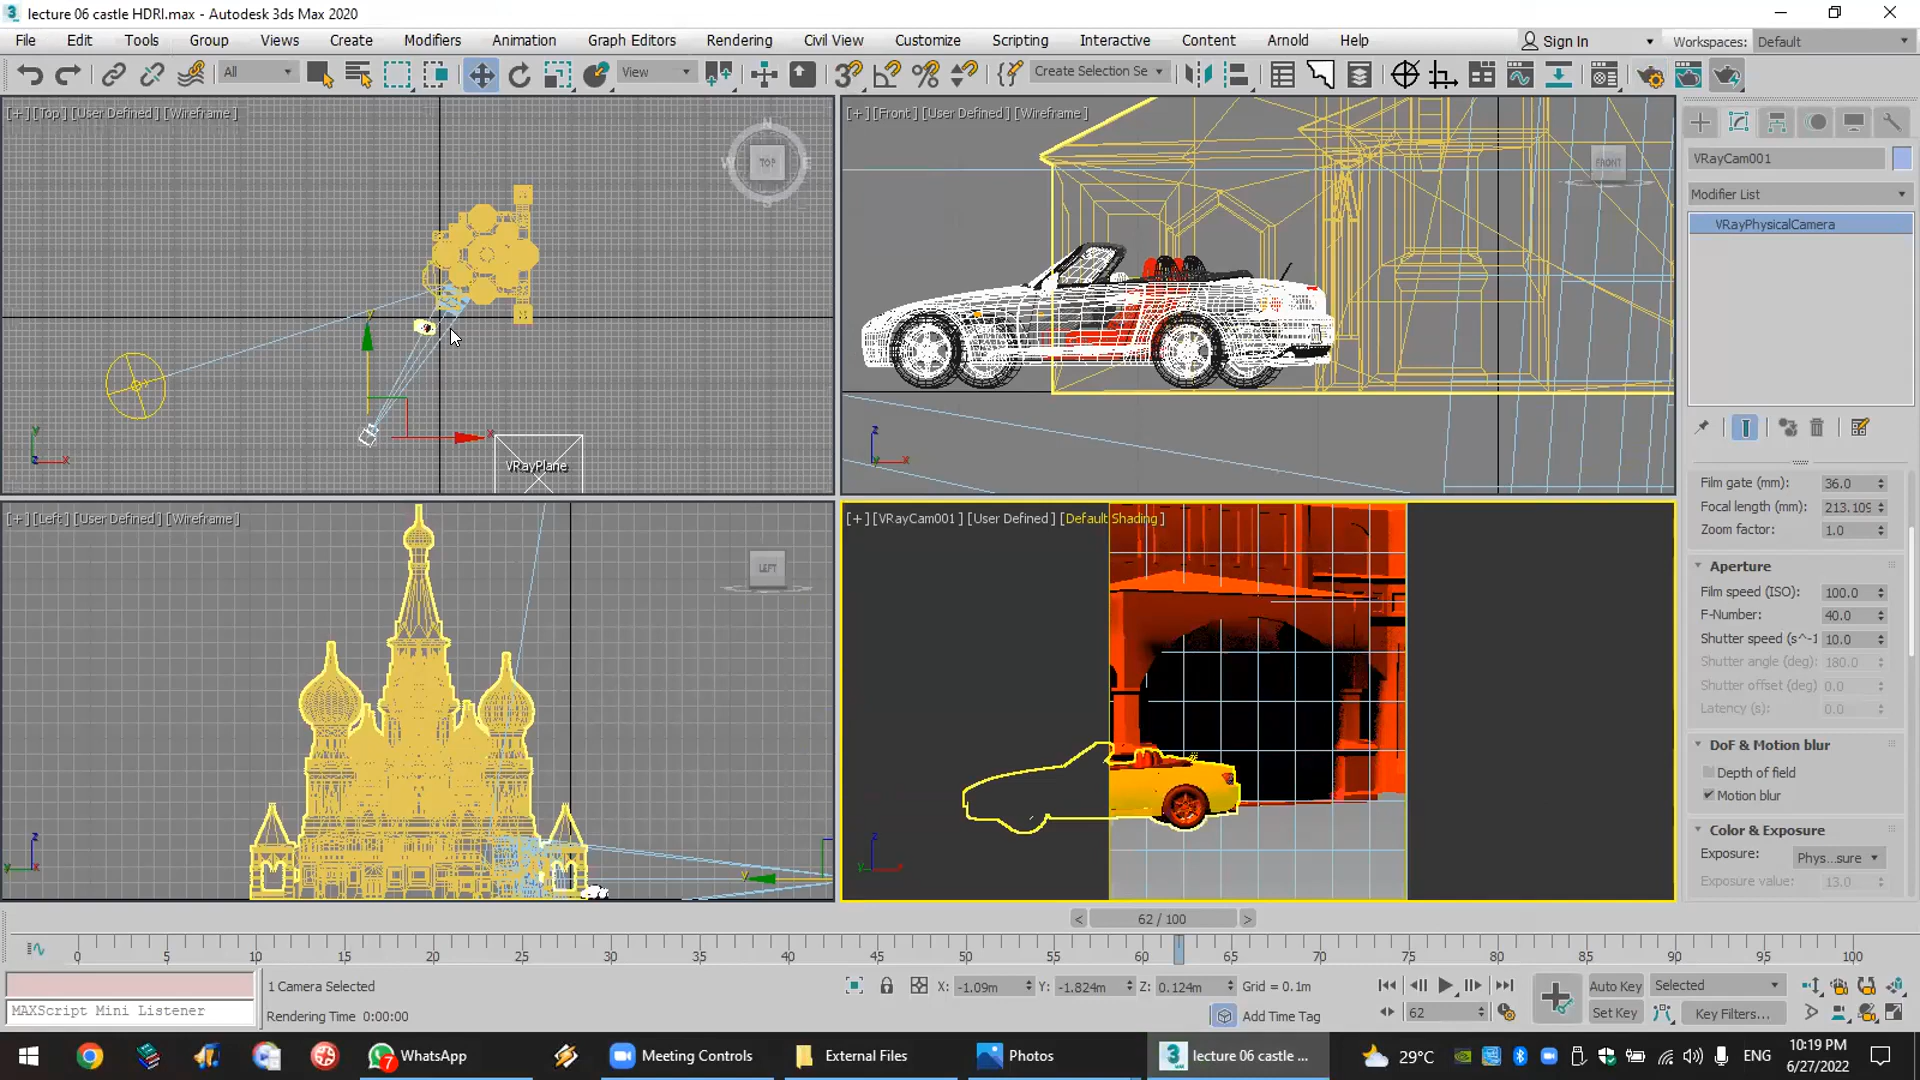 lecture 06 castle HDRI.max - Autodesk 3ds Max 2020
File Edit Tools Group Views Create Modifiers Animation Graph Editors Rendering Civil View Customize Scripting Interactive Content Arnold Help Sign In Workspaces: Default
All View Create Selection Se
[+] [Top] [User Defined] [Wireframe]
N
W TOP E
S
y
x
VRayPlane
y
z x
[+] [Front] [User Defined] [Wireframe]
FRONT
z
y x
[+] [Left] [User Defined] [Wireframe]
LEFT
z
y x
y
[+] [VRayCam001] [User Defined] [Default Shading]
z
y
VRayCam001
Modifier List
VRayPhysicalCamera
Film gate (mm): 36.0
Focal length (mm): 213.109
Zoom factor: 1.0
Aperture
Film speed (ISO): 100.0
F-Number: 40.0
Shutter speed (s^-1 10.0
Shutter angle (deg): 180.0
Shutter offset (deg) 0.0
Latency (s): 0.0
DoF & Motion blur
Depth of field
Motion blur
Color & Exposure
Exposure: Phys...sure
Exposure value: 13.0
< 62 / 100 >
0 5 10 15 20 25 30 35 40 45 50 55 60 65 70 75 80 85 90 95 100
1 Camera Selected X: -1.09m Y: -1.824m Z: 0.124m Grid = 0.1m Auto Key Selected
MAXScript Mini Listener Rendering Time 0:00:00 Add Time Tag 62 Set Key Key Filters...
7 WhatsApp Meeting Controls External Files Photos lecture 06 castle ... 29°C ENG 10:19 PM
6/27/2022